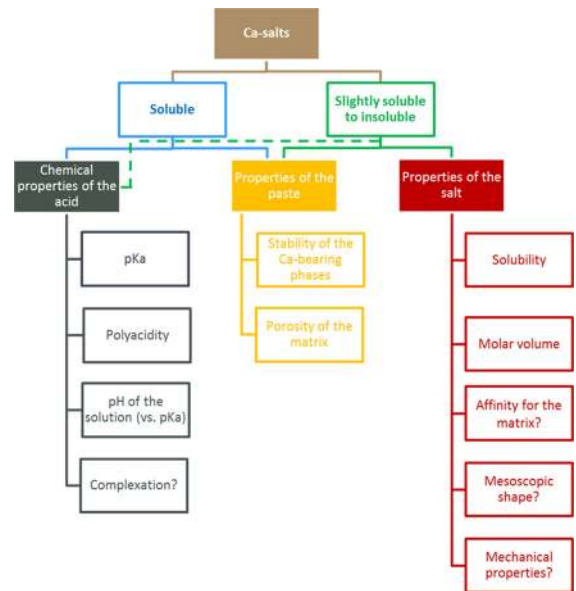 Ca-salts
Soluble
Slightly soluble
to insoluble
Chemical
properties of the
acid
Properties of the
paste
Properties of the
salt
pKa
Polyacidity
pH of the
solution (vs. pKa)
Complexation?
Stability of the
Ca-bearing
phases
Porosity of the
matrix
Solubility
Molar volume
Affinity for the
matrix?
Mesoscopic
shape?
Mechanical
properties?